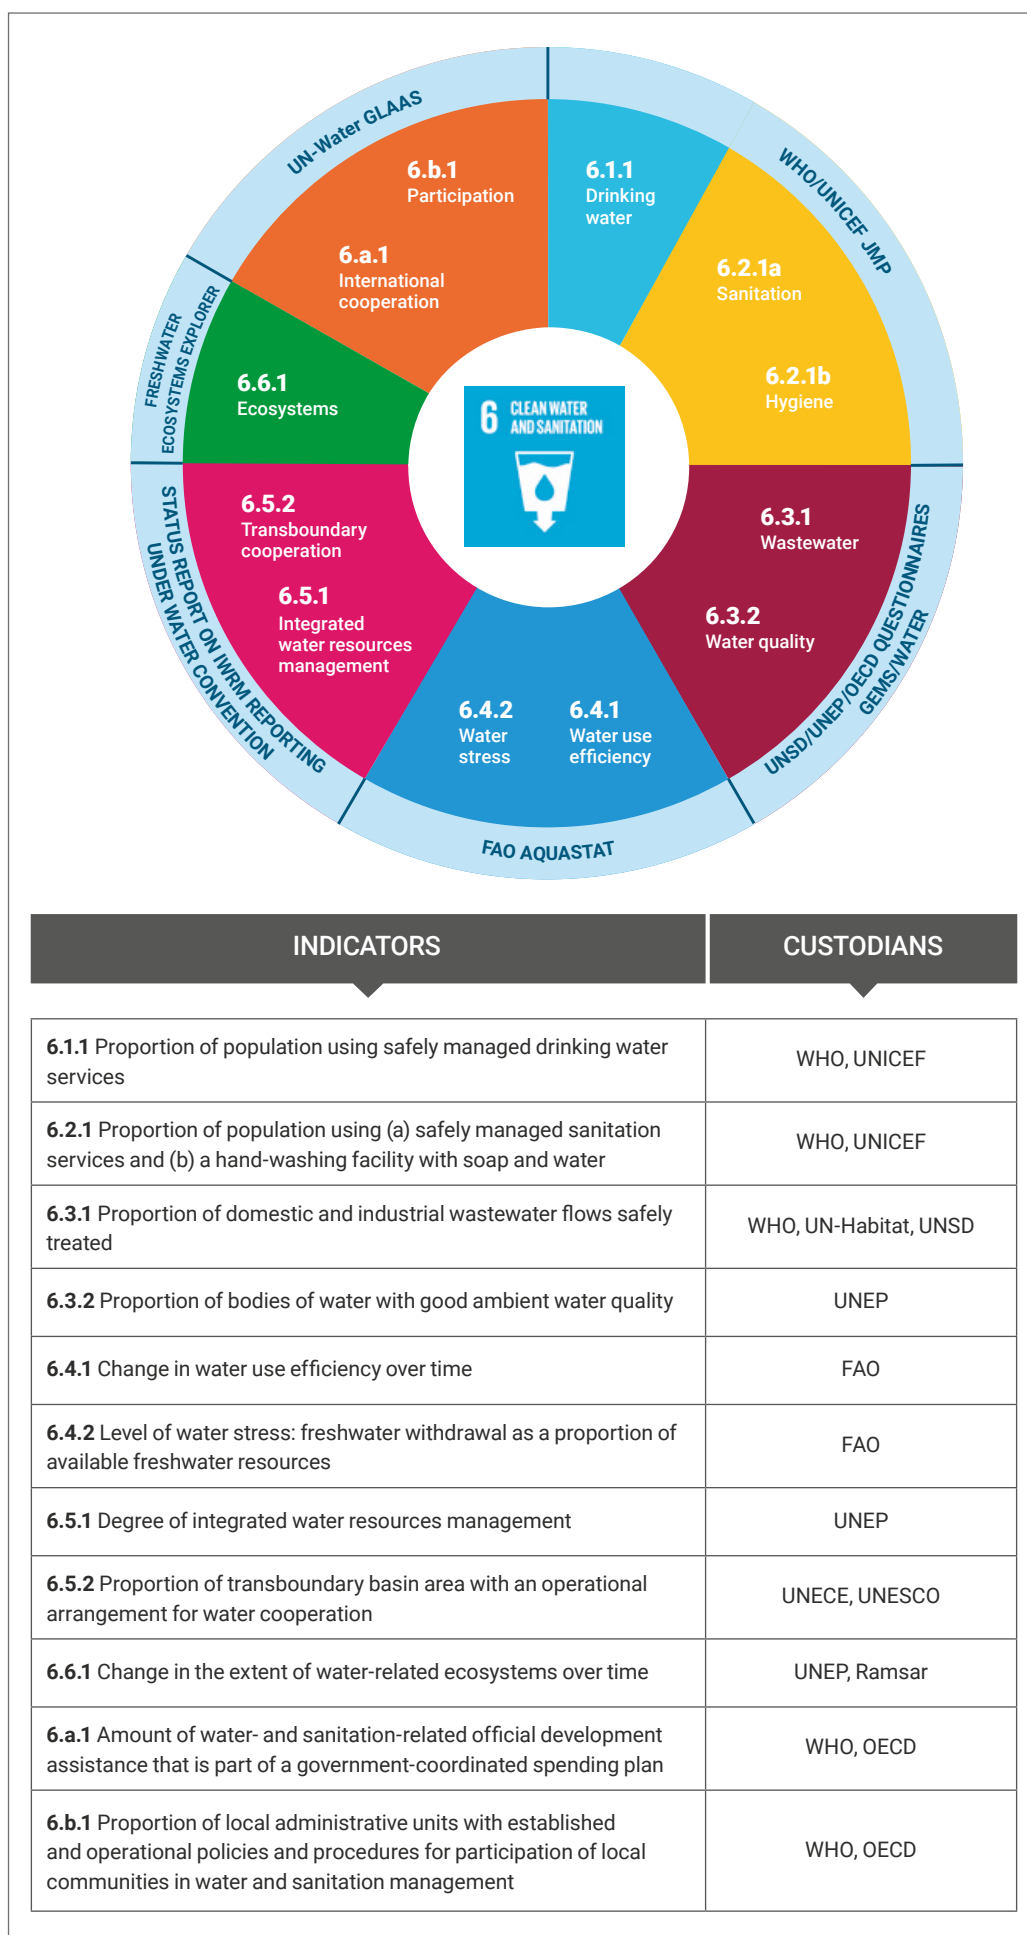 UN-Water GLAAS
WHO/UNICEF JMP
6.b.1
Participation
6.1.1
Drinking
water
6.a.1
International
cooperation
6.2.1a
Sanitation
FRESHWATER
ECOSYSTEMS EXPLORER
6.6.1
Ecosystems
6.2.1b
Hygiene
6 CLEAN WATER
AND SANITATION
6.5.2
Transboundary
cooperation
6.3.1
Wastewater
6.5.1
Integrated
water resources
management
6.3.2
Water quality
STATUS REPORT ON IWRM REPORTING
UNDER WATER CONVENTION
UNSD/UNEP/OECD QUESTIONNAIRES
GEMS/WATER
6.4.2
Water
stress
6.4.1
Water use
efficiency
FAO AQUASTAT
INDICATORS
CUSTODIANS
6.1.1 Proportion of population using safely managed drinking water
services
WHO, UNICEF
6.2.1 Proportion of population using (a) safely managed sanitation
services and (b) a hand-washing facility with soap and water
WHO, UNICEF
6.3.1 Proportion of domestic and industrial wastewater flows safely
treated
WHO, UN-Habitat, UNSD
6.3.2 Proportion of bodies of water with good ambient water quality
UNEP
6.4.1 Change in water use efficiency over time
FAO
6.4.2 Level of water stress: freshwater withdrawal as a proportion of
available freshwater resources
FAO
6.5.1 Degree of integrated water resources management
UNEP
6.5.2 Proportion of transboundary basin area with an operational
arrangement for water cooperation
UNECE, UNESCO
6.6.1 Change in the extent of water-related ecosystems over time
UNEP, Ramsar
6.a.1 Amount of water- and sanitation-related official development
assistance that is part of a government-coordinated spending plan
WHO, OECD
6.b.1 Proportion of local administrative units with established
and operational policies and procedures for participation of local
communities in water and sanitation management
WHO, OECD